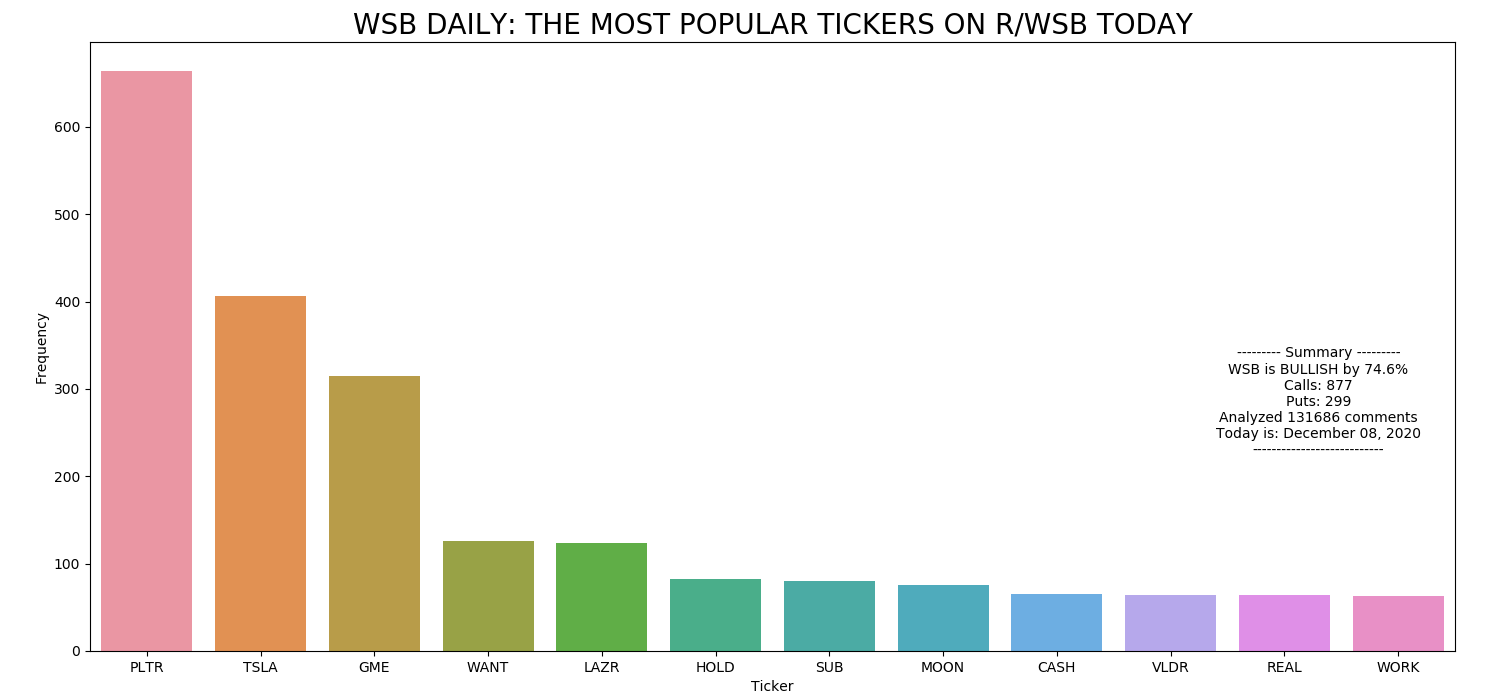 WSB DAILY: THE MOST POPULAR TICKERS ON R/WSB TODAY
600
500
400
300
200
100
0
Frequency
--------- Summary ---------
WSB is BULLISH by 74.6%
Calls: 877
Puts: 299
Analyzed 131686 comments
Today is: December 08, 2020
---------------------------
PLTR TSLA GME WANT LAZR HOLD SUB MOON CASH VLDR REAL WORK
Ticker